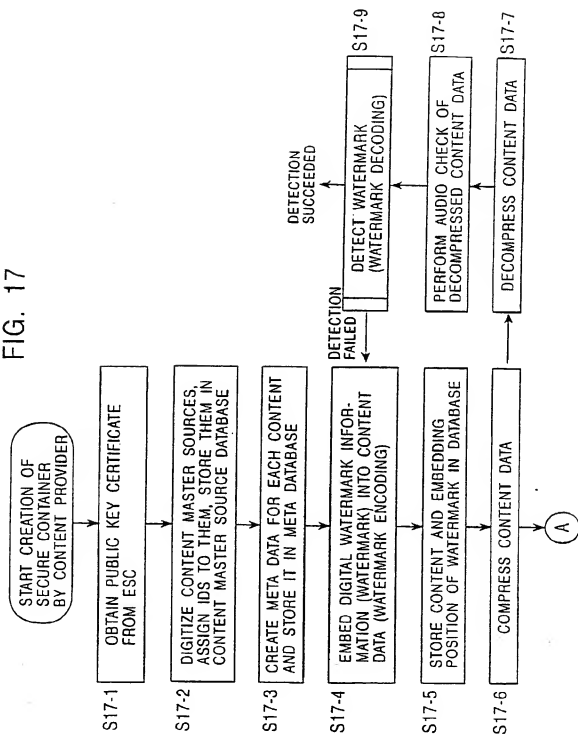 FIG. 17
START CREATION OF
SECURE CONTAINER
BY CONTENT PROVIDER
S17-1
OBTAIN PUBLIC KEY CERTIFICATE
FROM ESC
S17-2
DIGITIZE CONTENT MASTER SOURCES,
ASSIGN IDS TO THEM, STORE THEM IN
CONTENT MASTER SOURCE DATABASE
S17-3
CREATE META DATA FOR EACH CONTENT
AND STORE IT IN META DATABASE
S17-4
EMBED DIGITAL WATERMARK INFOR-
MATION (WATERMARK) INTO CONTENT
DATA (WATERMARK ENCODING)
S17-5
STORE CONTENT AND EMBEDDING
POSITION OF WATERMARK IN DATABASE
S17-6
COMPRESS CONTENT DATA
A
DETECTION
SUCCEEDED
DETECTION
FAILED
DETECT WATERMARK
(WATERMARK DECODING)
S17-9
PERFORM AUDIO CHECK OF
DECOMPRESSED CONTENT DATA
S17-8
DECOMPRESS CONTENT DATA
S17-7